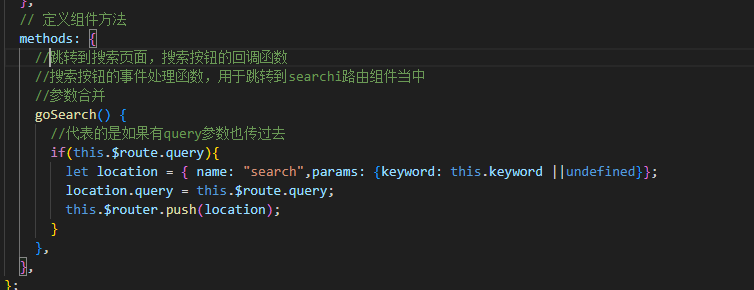 },
// 定义组件方法
methods: {
//跳转到搜索页面，搜索按钮的回调函数
//搜索按钮的事件处理函数，用于跳转到searchi路由组件当中
//参数合并
goSearch() {
//代表的是如果有query参数也传过去
if(this.$route.query){
let location = { name: "search",params: {keyword: this.keyword ||undefined}};
location.query = this.$route.query;
this.$router.push(location);
}
},
},
};